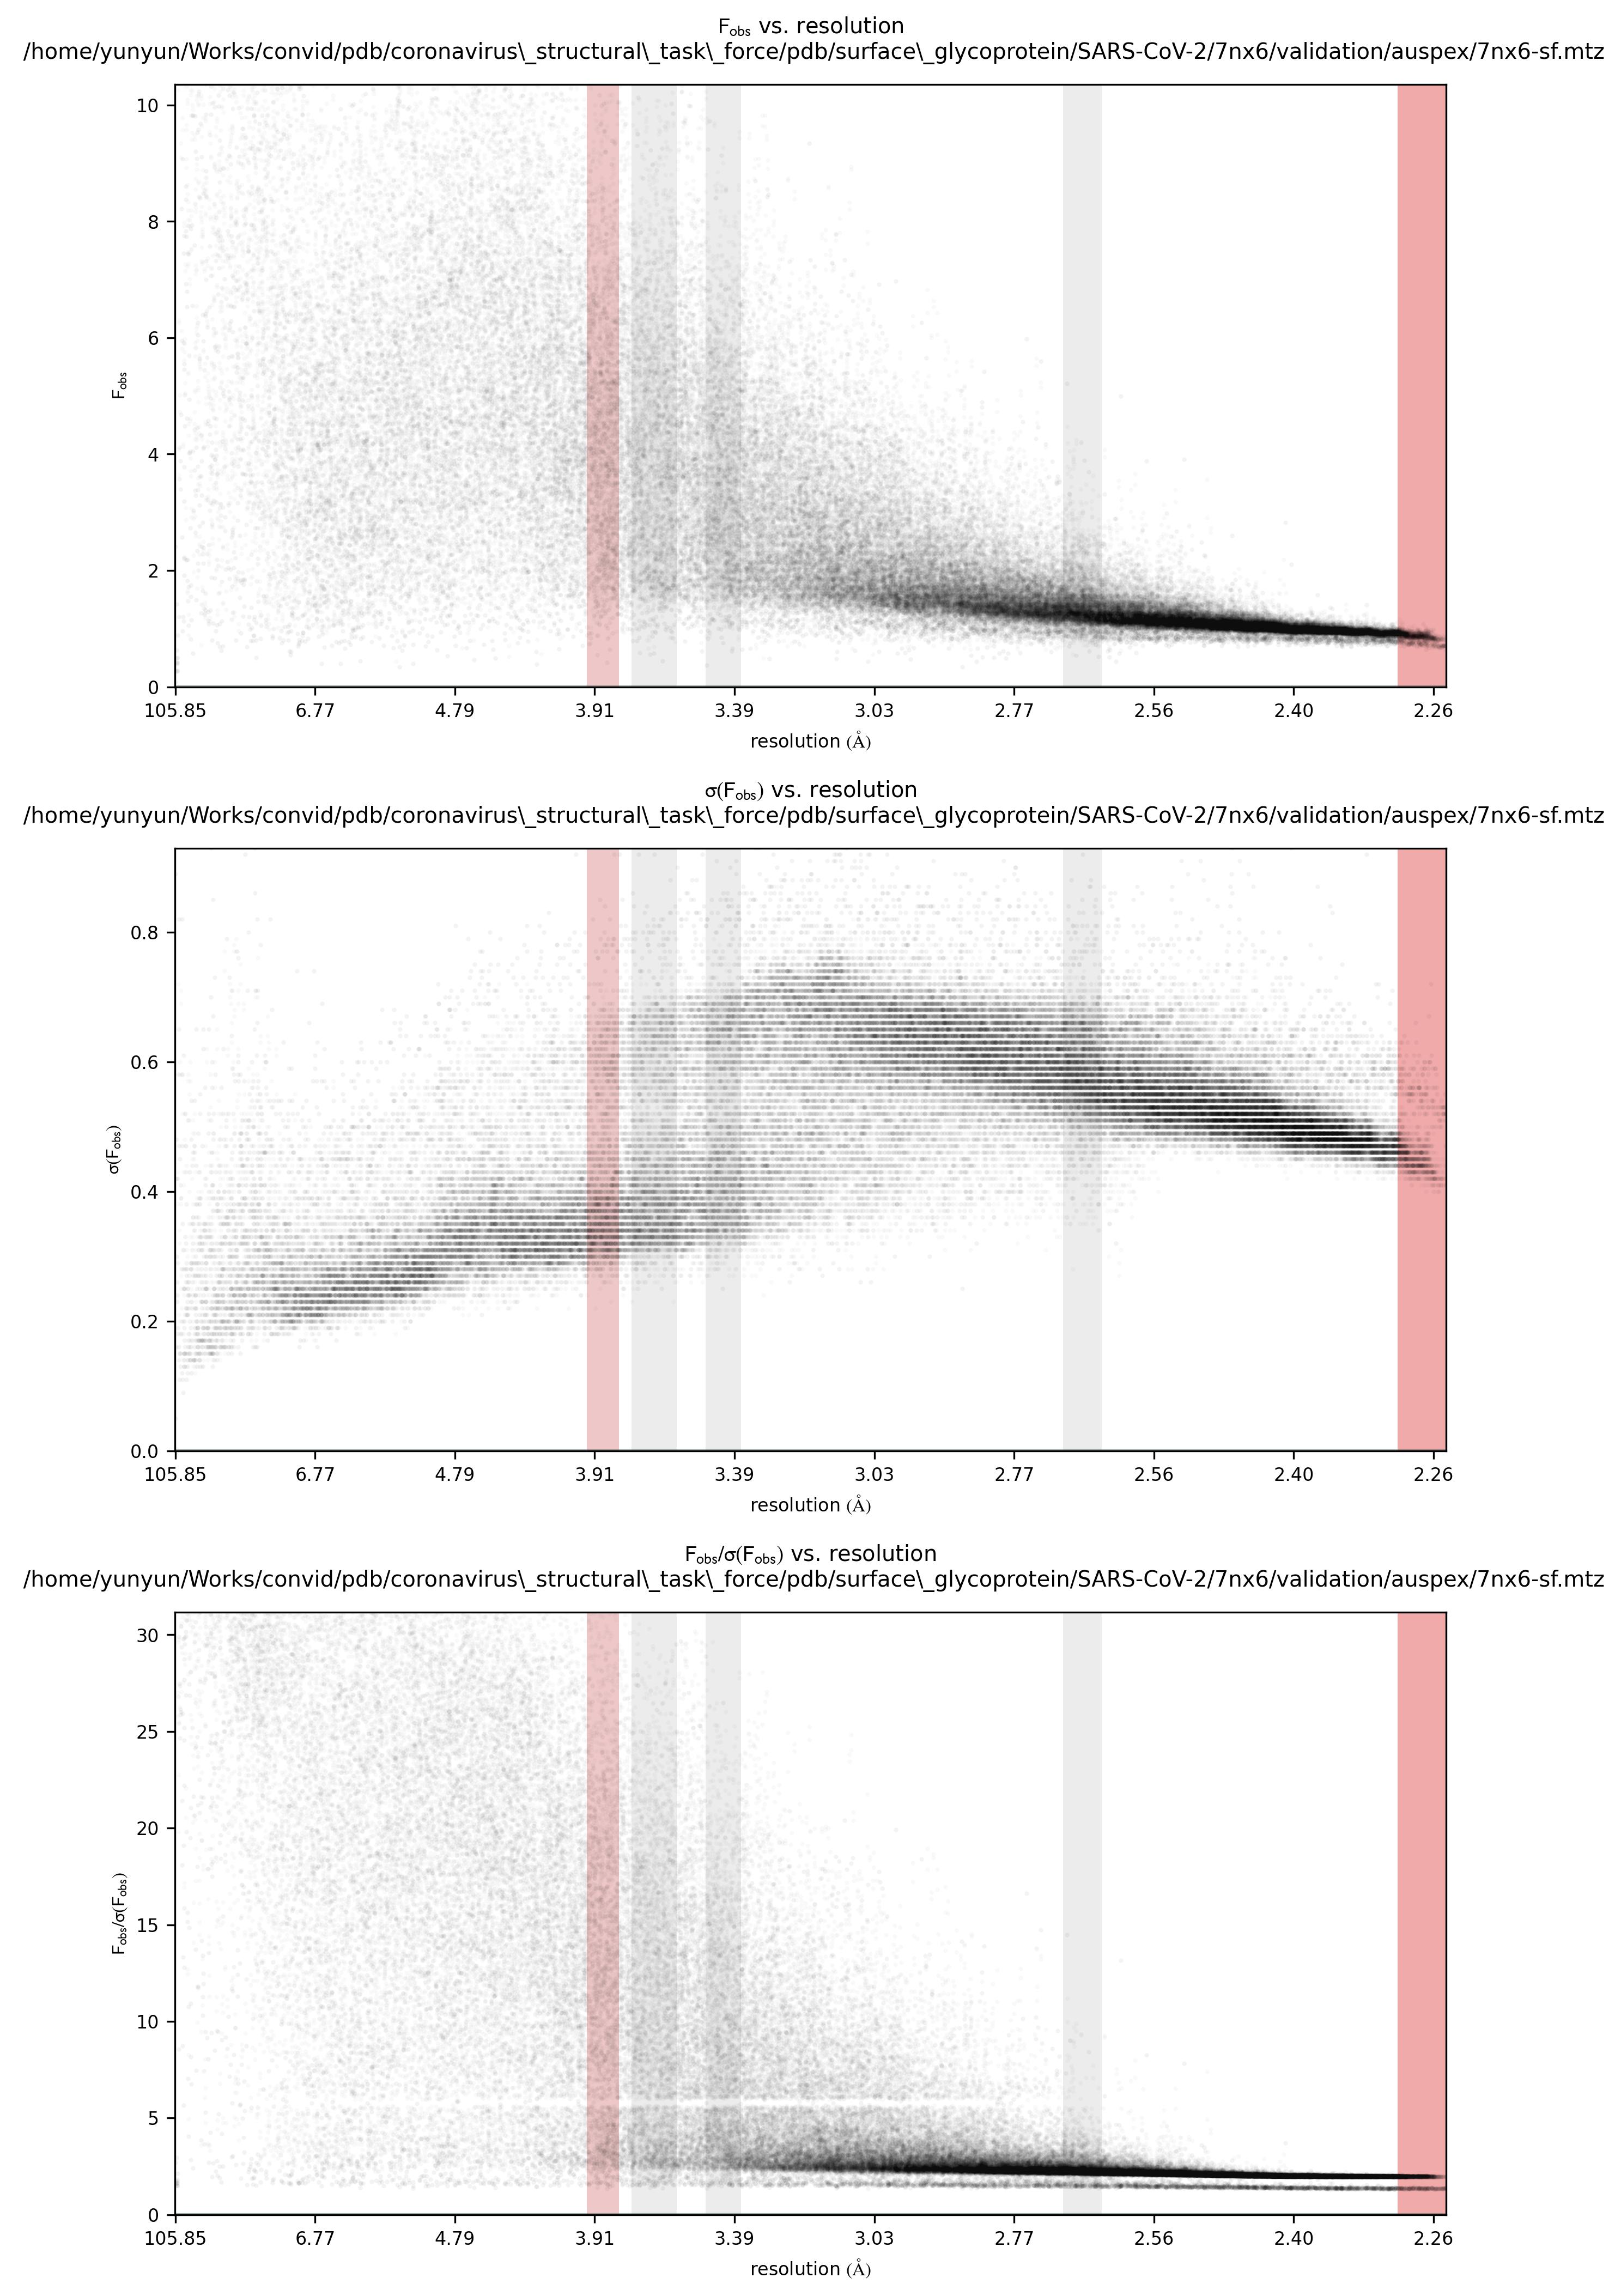 Fobs vs. resolution
/home/yunyun/Works/convid/pdb/coronavirus\_structural\_task\_force/pdb/surface\_glycoprotein/SARS-CoV-2/7nx6/validation/auspex/7nx6-sf.mtz
10
8
6
4
2
0
Fobs
105.85 6.77 4.79 3.91 3.39 3.03 2.77 2.56 2.40 2.26
resolution (Å)
σ(Fobs) vs. resolution
/home/yunyun/Works/convid/pdb/coronavirus\_structural\_task\_force/pdb/surface\_glycoprotein/SARS-CoV-2/7nx6/validation/auspex/7nx6-sf.mtz
0.8
0.6
0.4
0.2
0.0
σ(Fobs)
105.85 6.77 4.79 3.91 3.39 3.03 2.77 2.56 2.40 2.26
resolution (Å)
Fobs/σ(Fobs) vs. resolution
/home/yunyun/Works/convid/pdb/coronavirus\_structural\_task\_force/pdb/surface\_glycoprotein/SARS-CoV-2/7nx6/validation/auspex/7nx6-sf.mtz
30
25
20
15
10
5
0
Fobs/σ(Fobs)
105.85 6.77 4.79 3.91 3.39 3.03 2.77 2.56 2.40 2.26
resolution (Å)